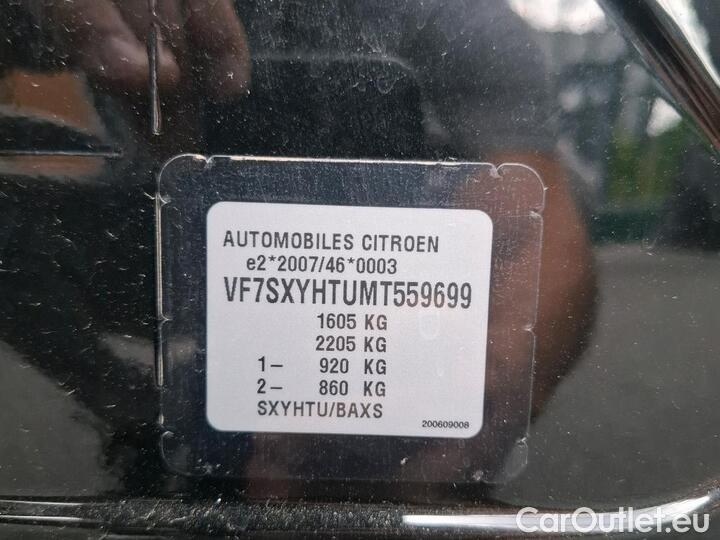 AUTOMOBILES CITROEN
e2*2007/46*0003
VF7SXYHTUMT559699
1605 KG
2205 KG
1- 920 KG
2- 860 KG
SXYHTU/BAXS
200609008
CarOutlet.eu